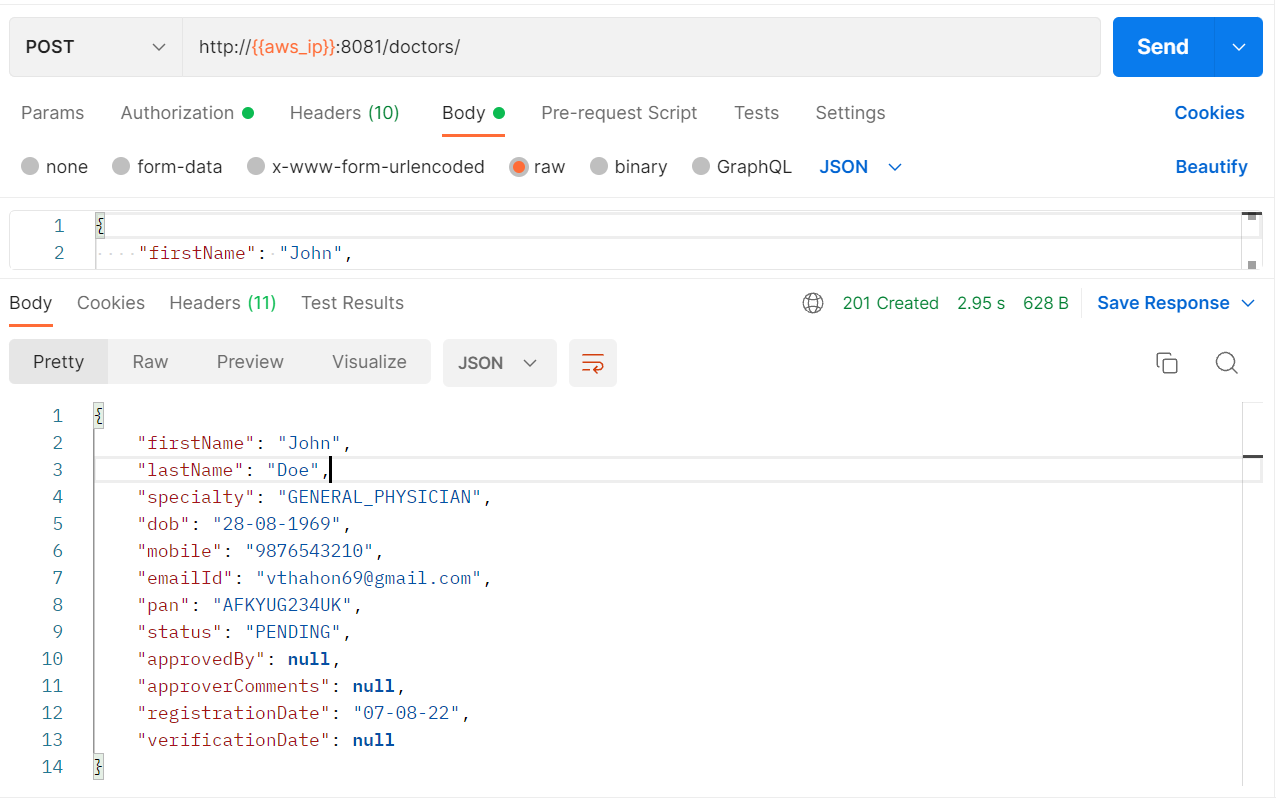 POST http://{{aws_ip}}:8081/doctors/ Send
Params Authorization Headers (10) Body Pre-request Script Tests Settings Cookies
none form-data x-www-form-urlencoded raw binary GraphQL JSON Beautify
1 {
2 "firstName": "John",
Body Cookies Headers (11) Test Results 201 Created 2.95 s 628 B Save Response
Pretty Raw Preview Visualize JSON
1 {
2 "firstName": "John",
3 "lastName": "Doe",
4 "specialty": "GENERAL_PHYSICIAN",
5 "dob": "28-08-1969",
6 "mobile": "9876543210",
7 "emailId": "vthahon69@gmail.com",
8 "pan": "AFKYUG234UK",
9 "status": "PENDING",
10 "approvedBy": null,
11 "approverComments": null,
12 "registrationDate": "07-08-22",
13 "verificationDate": null
14 }